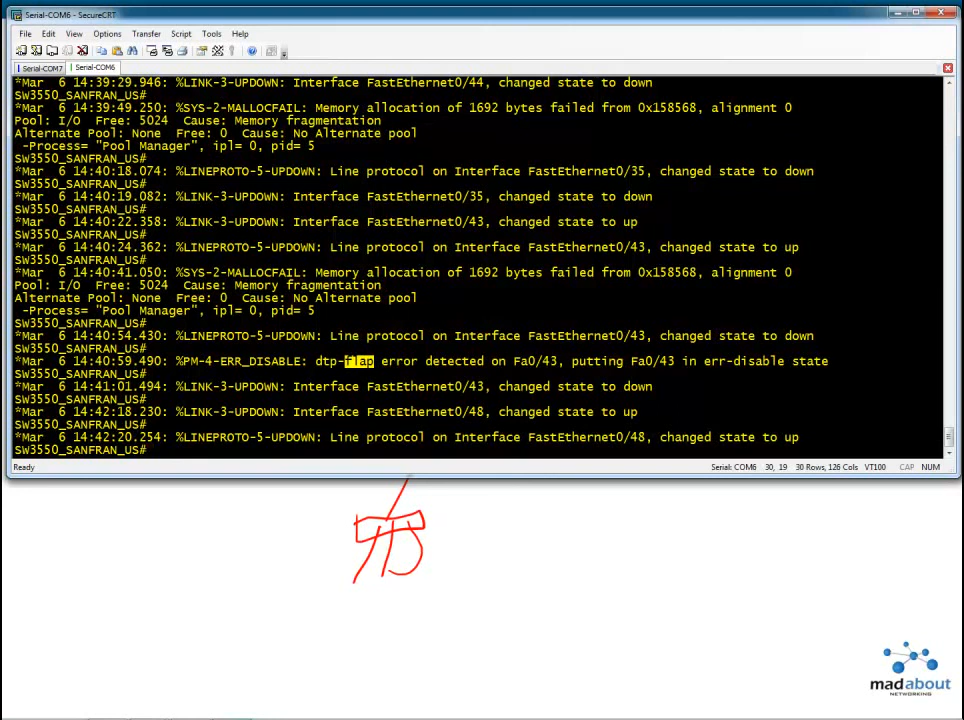 Serial-COM6 - SecureCRT
File Edit View Options Transfer Script Tools Help
Serial-COM7 Serial-COM6
*Mar  6 14:39:29.946: %LINK-3-UPDOWN: Interface FastEthernet0/44, changed state to down
SW3550_SANFRAN_US#
*Mar  6 14:39:49.250: %SYS-2-MALLOCFAIL: Memory allocation of 1692 bytes failed from 0x158568, alignment 0
Pool: I/O  Free: 5024  Cause: Memory fragmentation
Alternate Pool: None  Free: 0  Cause: No Alternate pool
 -Process= "Pool Manager", ipl= 0, pid= 5
SW3550_SANFRAN_US#
*Mar  6 14:40:18.074: %LINEPROTO-5-UPDOWN: Line protocol on Interface FastEthernet0/35, changed state to down
SW3550_SANFRAN_US#
*Mar  6 14:40:19.082: %LINK-3-UPDOWN: Interface FastEthernet0/35, changed state to down
SW3550_SANFRAN_US#
*Mar  6 14:40:22.358: %LINK-3-UPDOWN: Interface FastEthernet0/43, changed state to up
SW3550_SANFRAN_US#
*Mar  6 14:40:24.362: %LINEPROTO-5-UPDOWN: Line protocol on Interface FastEthernet0/43, changed state to up
SW3550_SANFRAN_US#
*Mar  6 14:40:41.050: %SYS-2-MALLOCFAIL: Memory allocation of 1692 bytes failed from 0x158568, alignment 0
Pool: I/O  Free: 5024  Cause: Memory fragmentation
Alternate Pool: None  Free: 0  Cause: No Alternate pool
 -Process= "Pool Manager", ipl= 0, pid= 5
SW3550_SANFRAN_US#
*Mar  6 14:40:54.430: %LINEPROTO-5-UPDOWN: Line protocol on Interface FastEthernet0/43, changed state to down
SW3550_SANFRAN_US#
*Mar  6 14:40:59.490: %PM-4-ERR_DISABLE: dtp-flap error detected on Fa0/43, putting Fa0/43 in err-disable state
SW3550_SANFRAN_US#
*Mar  6 14:41:01.494: %LINK-3-UPDOWN: Interface FastEthernet0/43, changed state to down
SW3550_SANFRAN_US#
*Mar  6 14:42:18.230: %LINK-3-UPDOWN: Interface FastEthernet0/48, changed state to up
SW3550_SANFRAN_US#
*Mar  6 14:42:20.254: %LINEPROTO-5-UPDOWN: Line protocol on Interface FastEthernet0/48, changed state to up
SW3550_SANFRAN_US#
Ready Serial: COM6 30, 19 30 Rows, 126 Cols VT100 CAP NUM
madabout
NETWORKING